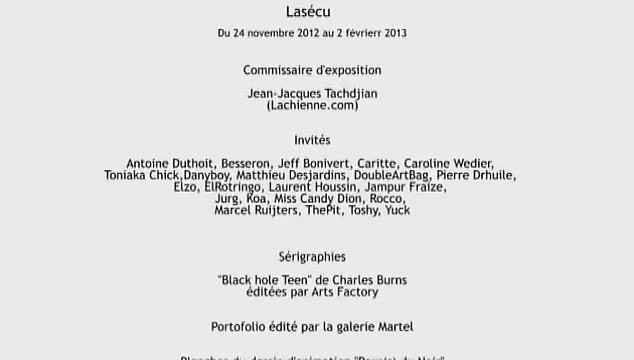 Lasécu
Du 24 novembre 2012 au 2 févrierr 2013
Commissaire d'exposition
Jean-Jacques Tachdjian
(Lachienne.com)
Invités
Antoine Duthoit, Besseron, Jeff Bonivert, Caritte, Caroline Wedier,
Toniaka Chick,Danyboy, Matthieu Desjardins, DoubleArtBag, Pierre Drhuile,
Elzo, ElRotringo, Laurent Houssin, Jampur Fraize,
Jurg, Koa, Miss Candy Dion, Rocco,
Marcel Ruijters, ThePit, Toshy, Yuck
Sérigraphies
"Black hole Teen" de Charles Burns
éditées par Arts Factory
Portofolio édité par la galerie Martel